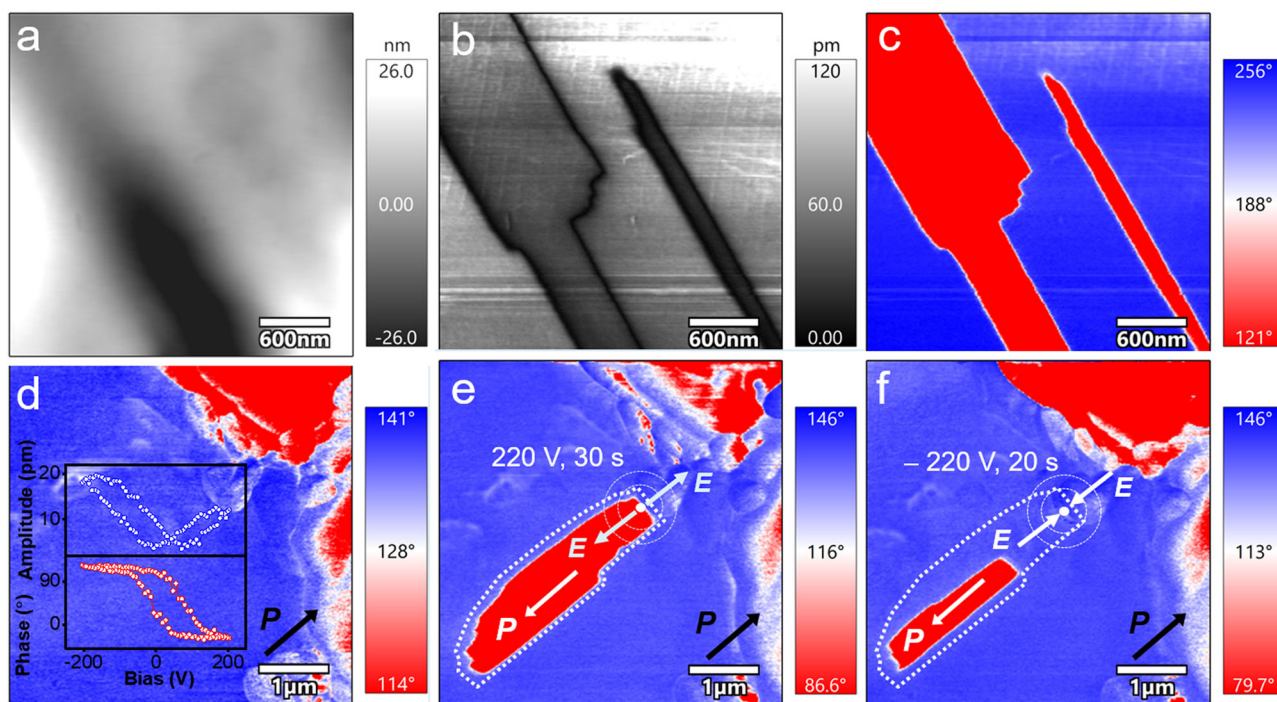 a
nm
26.0
0.00
-26.0
600nm
b
pm
120
60.0
0.00
600nm
c
256°
188°
121°
600nm
d
Amplitude (pm)
20
10
Phase (°)
90
0
-200 0 200
Bias (V)
P
1μm
141°
128°
114°
e
220 V, 30 s
E
E
P
P
1μm
146°
116°
86.6°
f
– 220 V, 20 s
E
E
P
P
1μm
146°
113°
79.7°